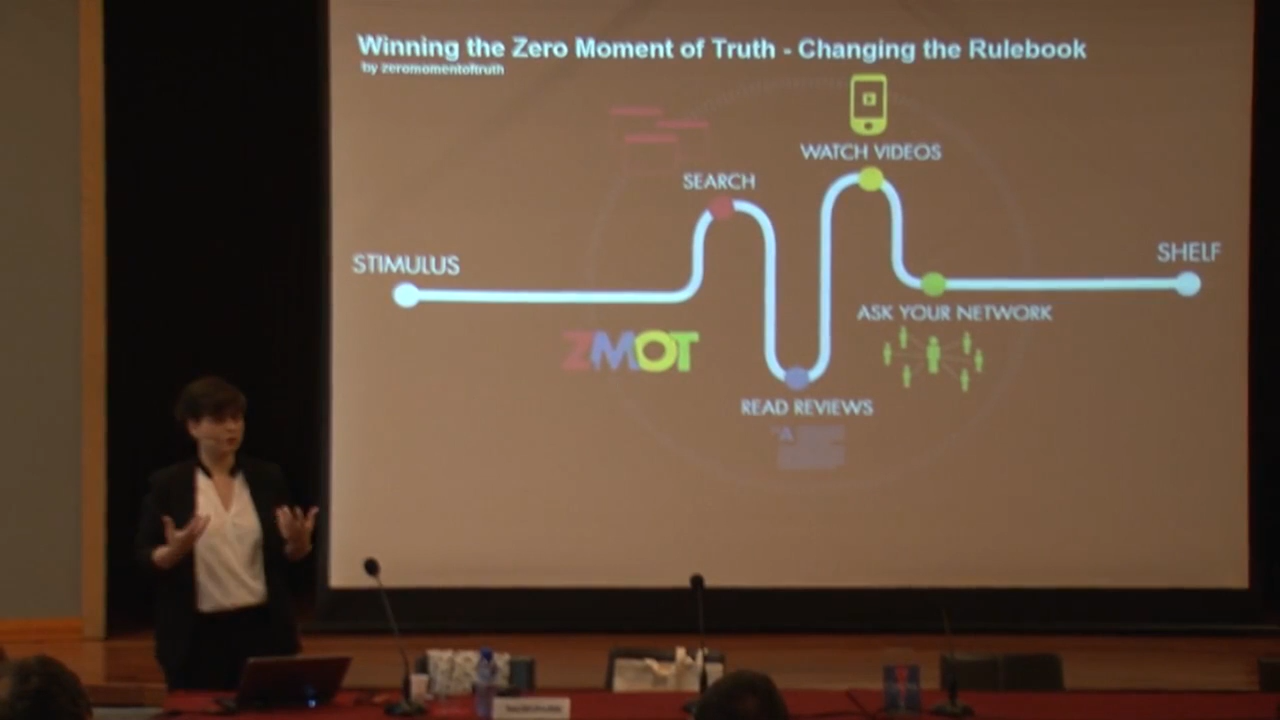 Winning the Zero Moment of Truth - Changing the Rulebook
by zeromomentoftruth
WATCH VIDEOS
SEARCH
STIMULUS
SHELF
ASK YOUR NETWORK
ZMOT
READ REVIEWS